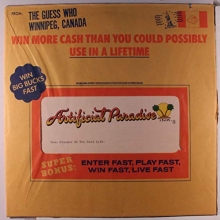 THE GUESS WHO
WINNIPEG, CANADA
WIN MORE CASH THAN YOU COULD POSSIBLY
USE IN A LIFETIME
WIN
BIG BUCKS
FAST
Artificial Paradise
SUPER
BONUS:
ENTER FAST, PLAY FAST,
WIN FAST, LIVE FAST